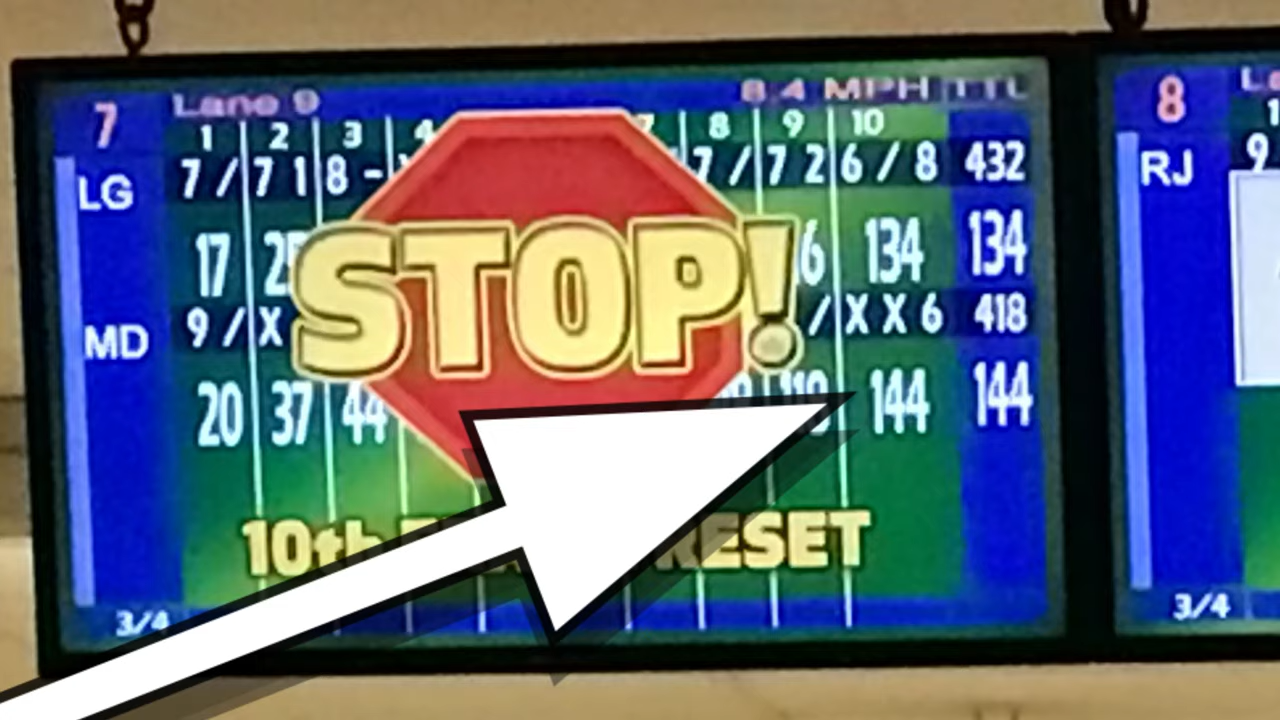 7 Lane 9 8.4 MPH TTL
1 2 3 4 7 8 9 10
LG 7 / 7 1 8 - 7 / 7 2 6 / 8 432
17 134 134
STOP!
MD 9 / X / X X 6 418
20 37 44 144 144
10th RESET
3/4
8
1
RJ 9
3/4